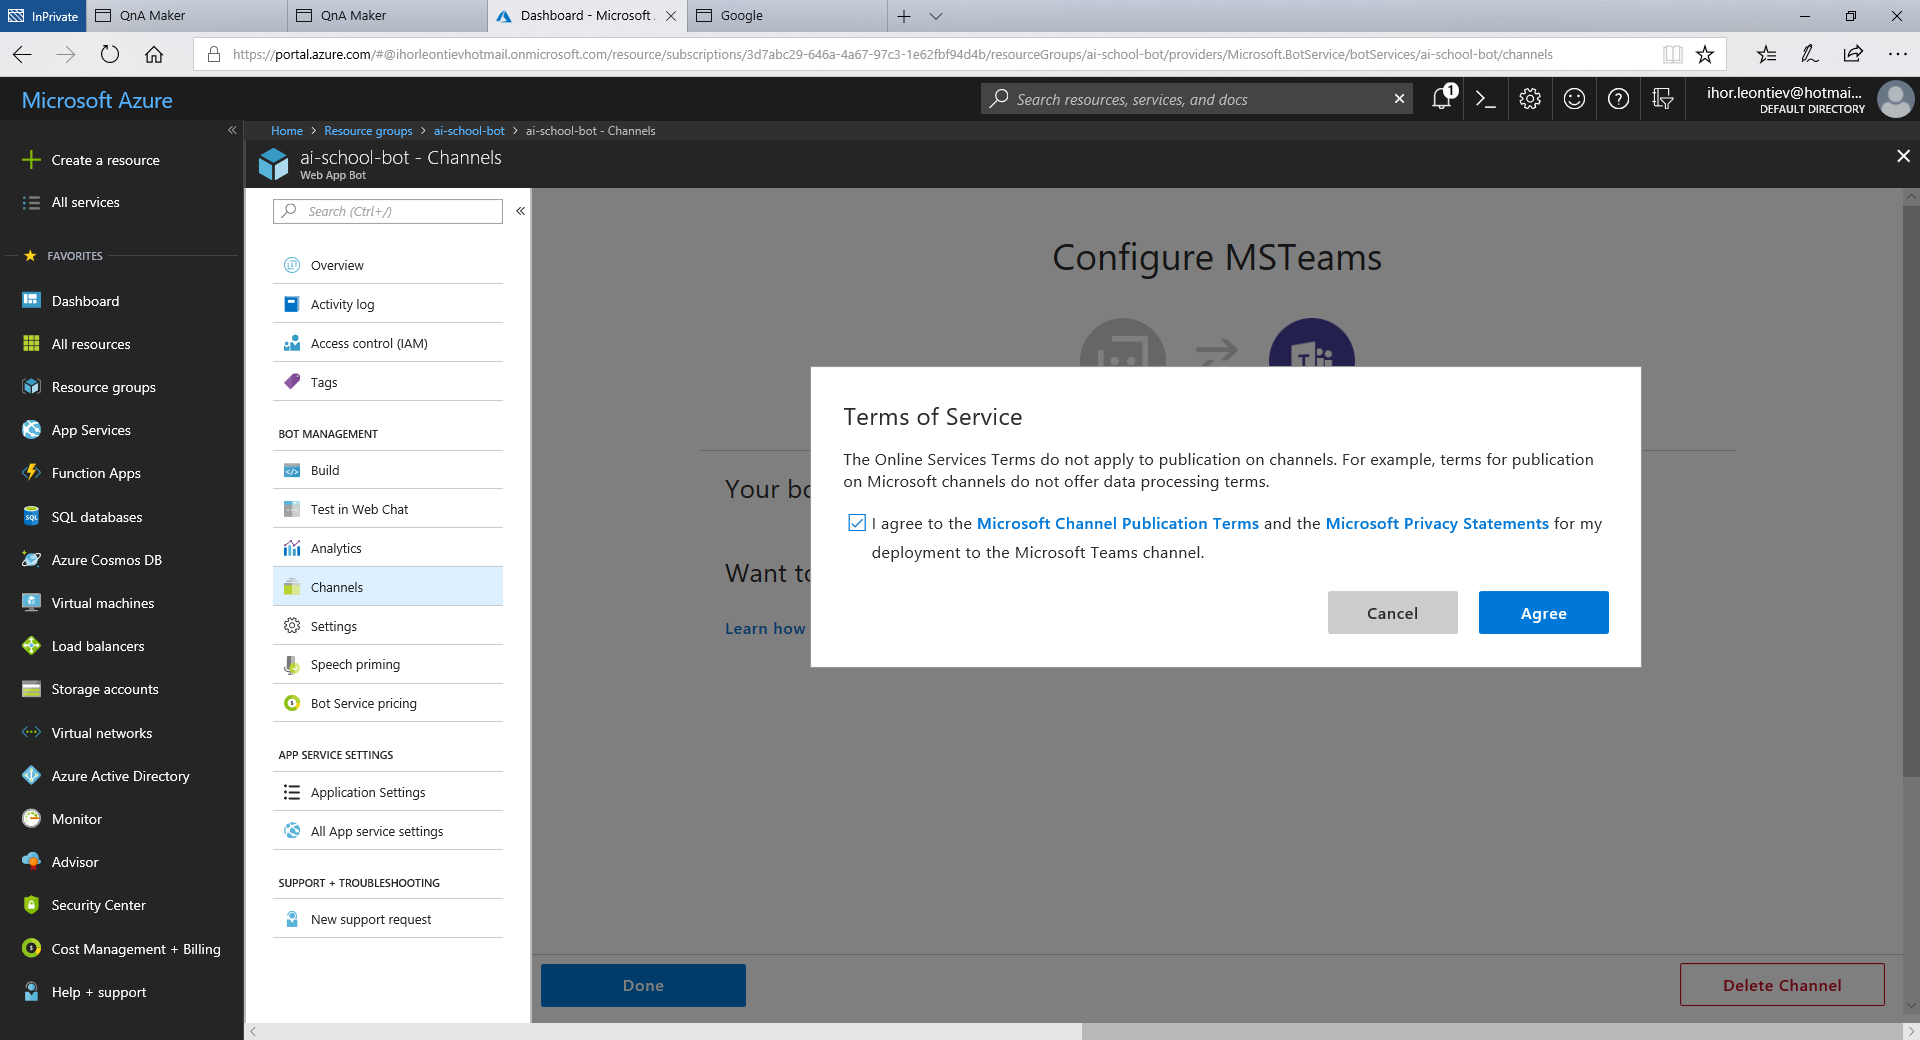 InPrivate
QnA Maker
QnA Maker
Dashboard - Microsoft
Google
https://portal.azure.com/#@ihorleontievhotmail.onmicrosoft.com/resource/subscriptions/3d7abc29-646a-4a67-97c3-1e62fbf94d4b/resourceGroups/ai-school-bot/providers/Microsoft.BotService/botServices/ai-school-bot/channels
Microsoft Azure
Search resources, services, and docs
1
ihor.leontiev@hotmai...
DEFAULT DIRECTORY
Create a resource
All services
FAVORITES
Dashboard
All resources
Resource groups
App Services
Function Apps
SQL databases
Azure Cosmos DB
Virtual machines
Load balancers
Storage accounts
Virtual networks
Azure Active Directory
Monitor
Advisor
Security Center
Cost Management + Billing
Help + support
Home > Resource groups > ai-school-bot > ai-school-bot - Channels
ai-school-bot - Channels
Web App Bot
Search (Ctrl+/)
Overview
Activity log
Access control (IAM)
Tags
BOT MANAGEMENT
Build
Test in Web Chat
Analytics
Channels
Settings
Speech priming
Bot Service pricing
APP SERVICE SETTINGS
Application Settings
All App service settings
SUPPORT + TROUBLESHOOTING
New support request
Configure MSTeams
Your bo
Want to
Learn how
Terms of Service
The Online Services Terms do not apply to publication on channels. For example, terms for publication
on Microsoft channels do not offer data processing terms.
I agree to the Microsoft Channel Publication Terms and the Microsoft Privacy Statements for my
deployment to the Microsoft Teams channel.
Cancel
Agree
Done
Delete Channel